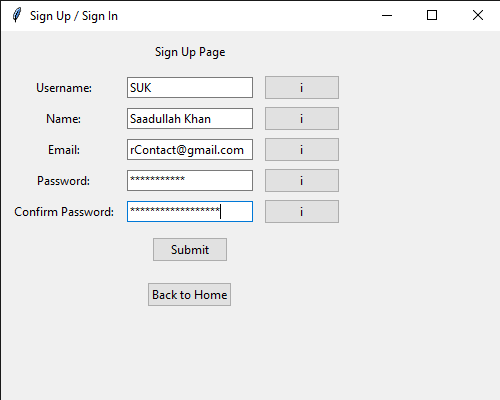 Sign Up / Sign In
Sign Up Page
Username: SUK i
Name: Saadullah Khan i
Email: rContact@gmail.com i
Password: *********** i
Confirm Password: ****************** i
Submit
Back to Home